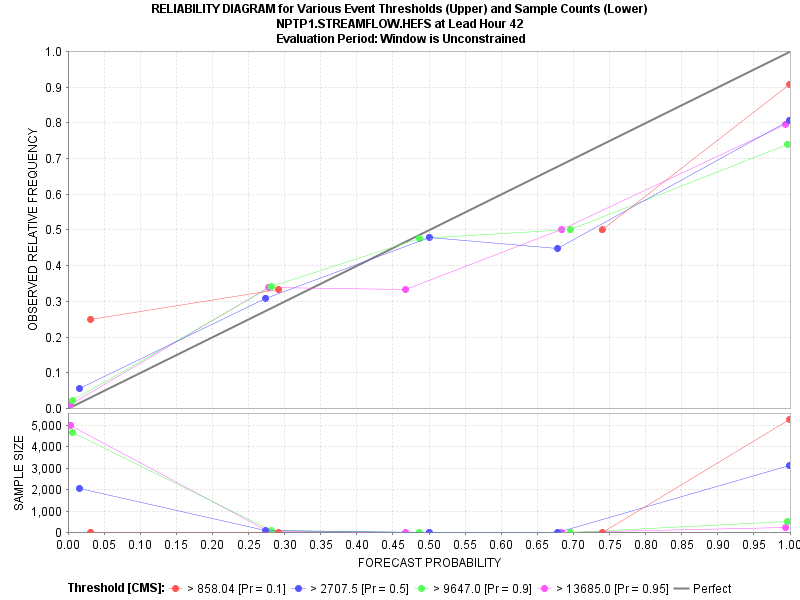 RELIABILITY DIAGRAM for Various Event Thresholds (Upper) and Sample Counts (Lower)
NPTP1.STREAMFLOW.HEFS at Lead Hour 42
Evaluation Period: Window is Unconstrained
OBSERVED RELATIVE FREQUENCY
1.0
0.9
0.8
0.7
0.6
0.5
0.4
0.3
0.2
0.1
0.0
SAMPLE SIZE
5,000
4,000
3,000
2,000
1,000
0
0.00 0.05 0.10 0.15 0.20 0.25 0.30 0.35 0.40 0.45 0.50 0.55 0.60 0.65 0.70 0.75 0.80 0.85 0.90 0.95 1.00
FORECAST PROBABILITY
Threshold [CMS]: > 858.04 [Pr = 0.1] > 2707.5 [Pr = 0.5] > 9647.0 [Pr = 0.9] > 13685.0 [Pr = 0.95] Perfect